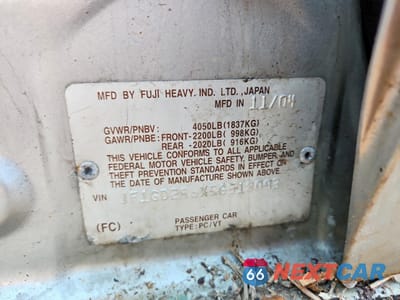 MFD BY FUJI HEAVY. IND. LTD., JAPAN
MFD IN 11/04
GVWR/PNBV: 4050LB(1837KG)
GAWR/PNBE: FRONT-2200LB( 998KG)
REAR -2020LB( 916KG)
THIS VEHICLE CONFORMS TO ALL APPLICABLE
FEDERAL MOTOR VEHICLE SAFETY, BUMPER, AND
THEFT PREVENTION STANDARDS IN EFFECT ON
THE DATE OF MANUFACTURE SHOWN ABOVE.
VIN
(FC)
PASSENGER CAR
TYPE: PC/VT
66 NEXTCAR